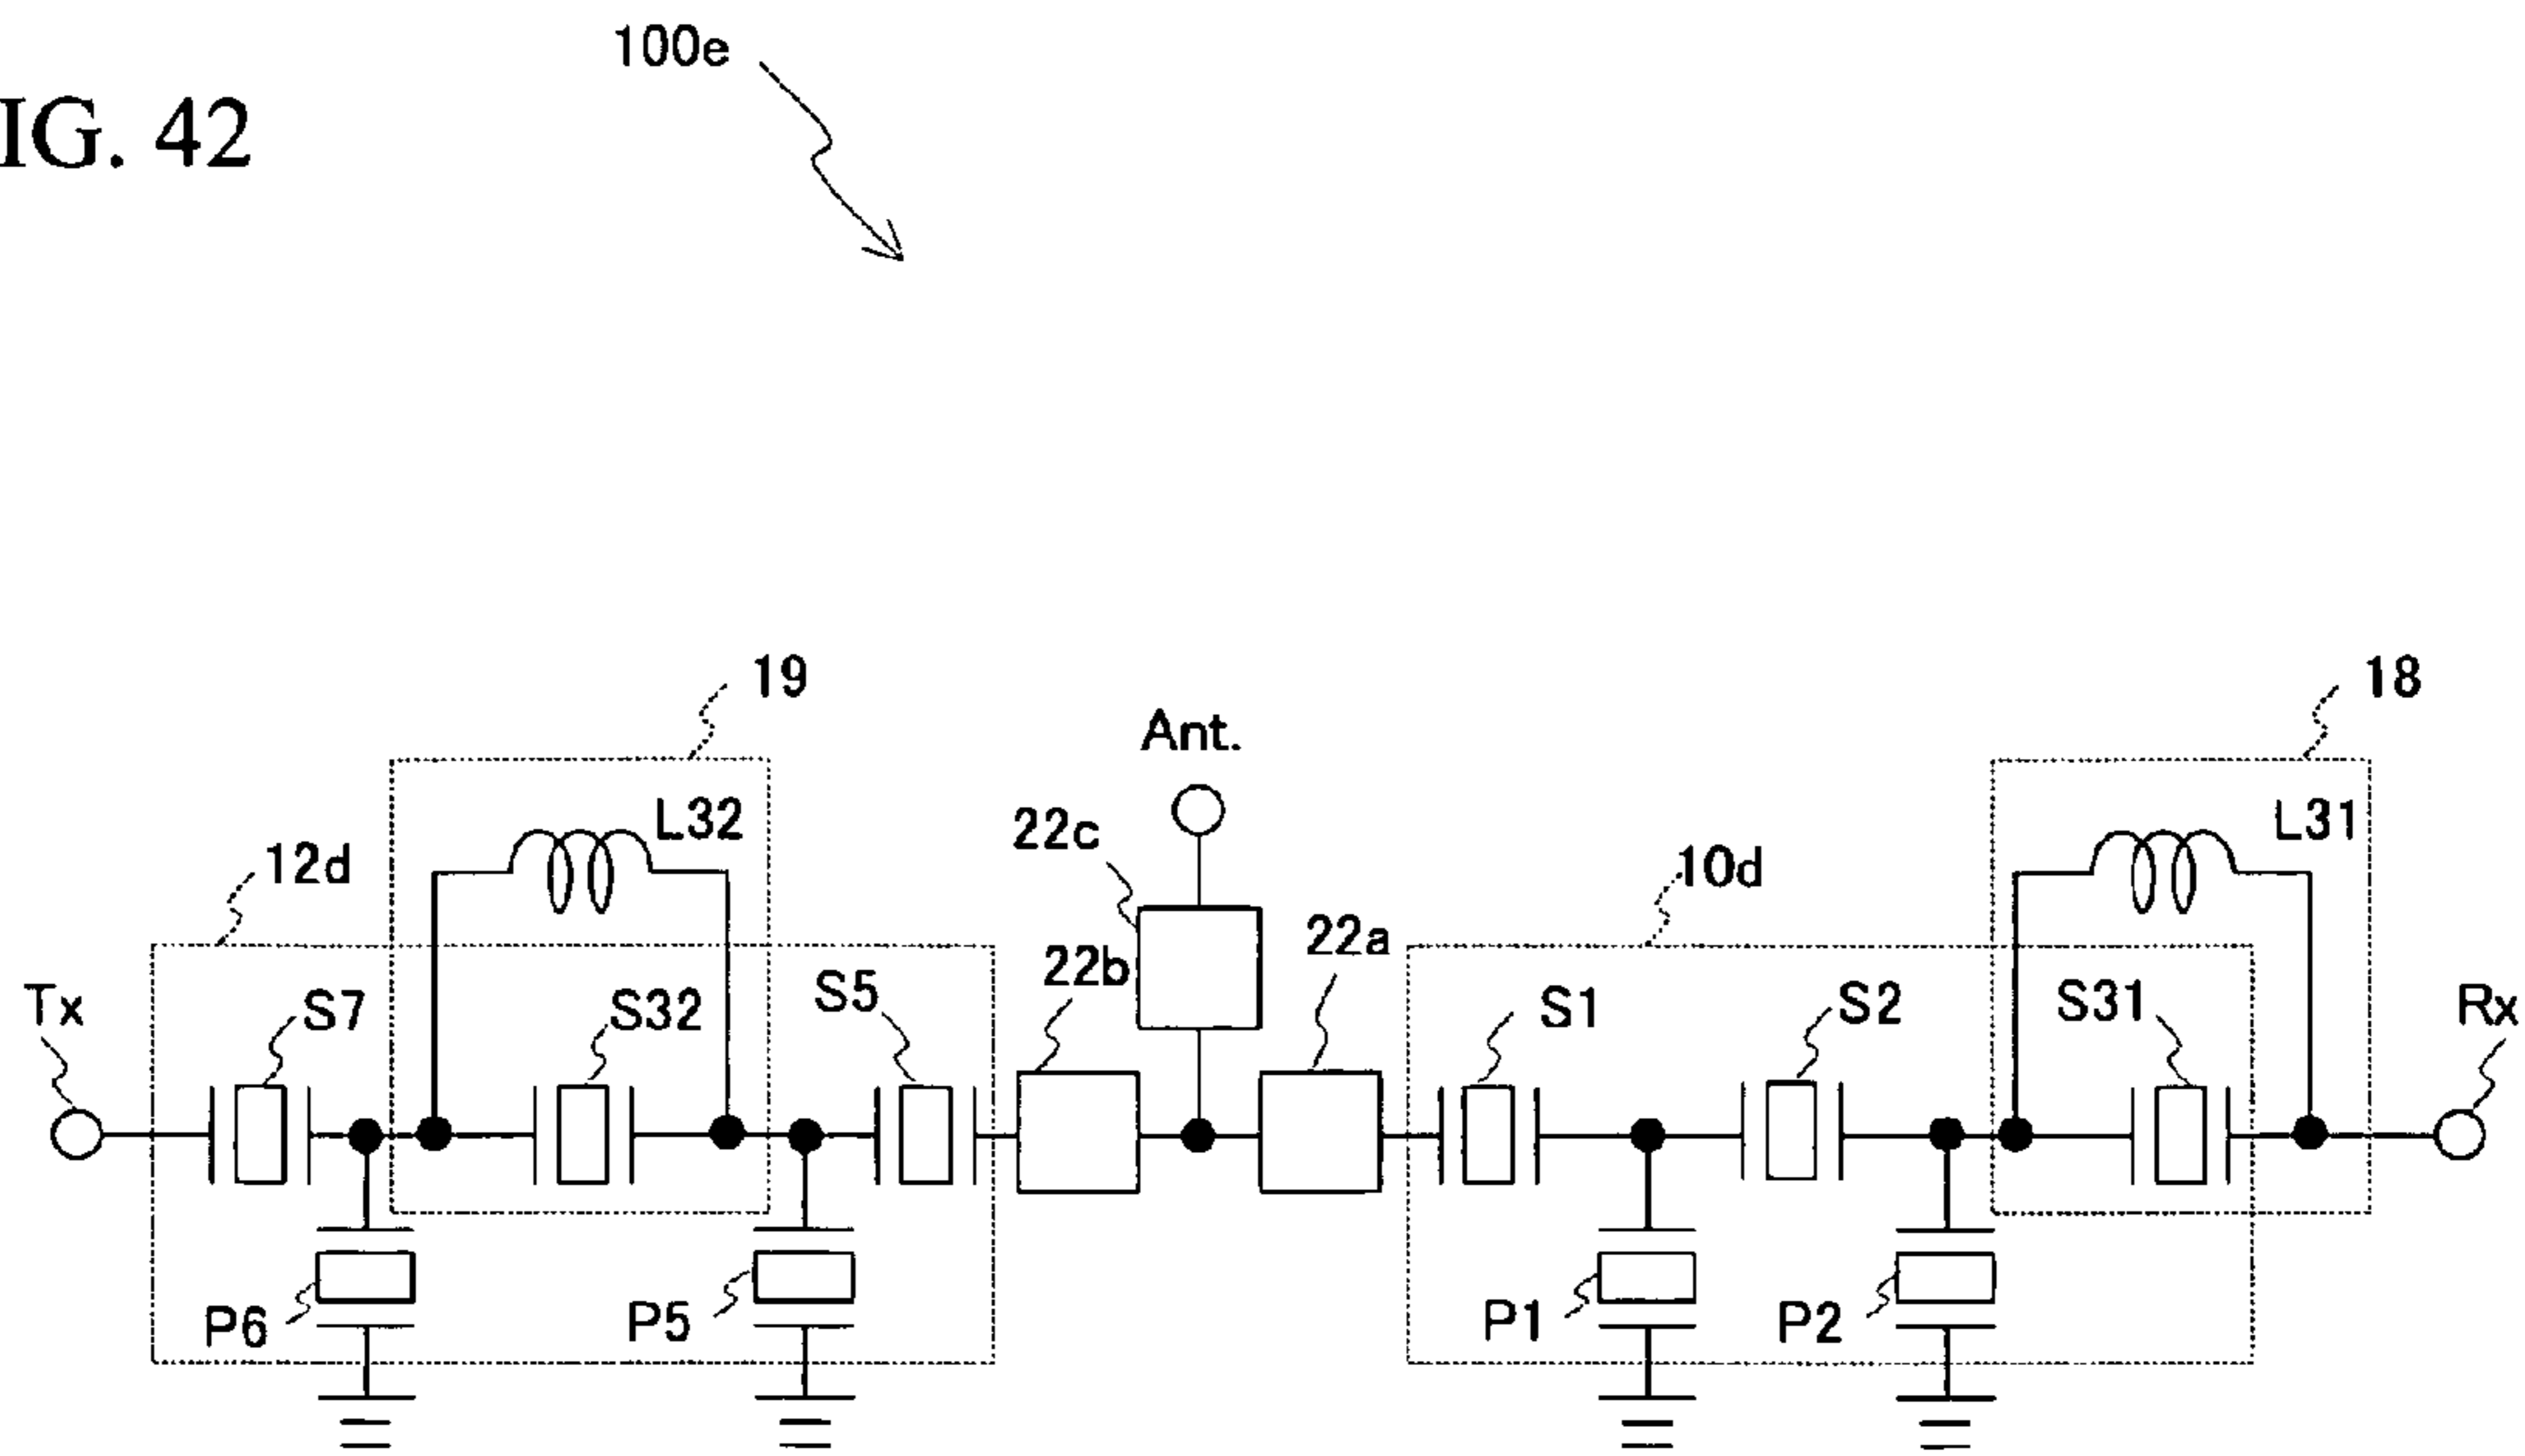 100e
IG. 42
19
18
Ant.
L32
L31
22c
12d
10d
22a
22b
S5
Tx
S7
S32
S1
S2
S31
Rx
P6
P5
P1
P2